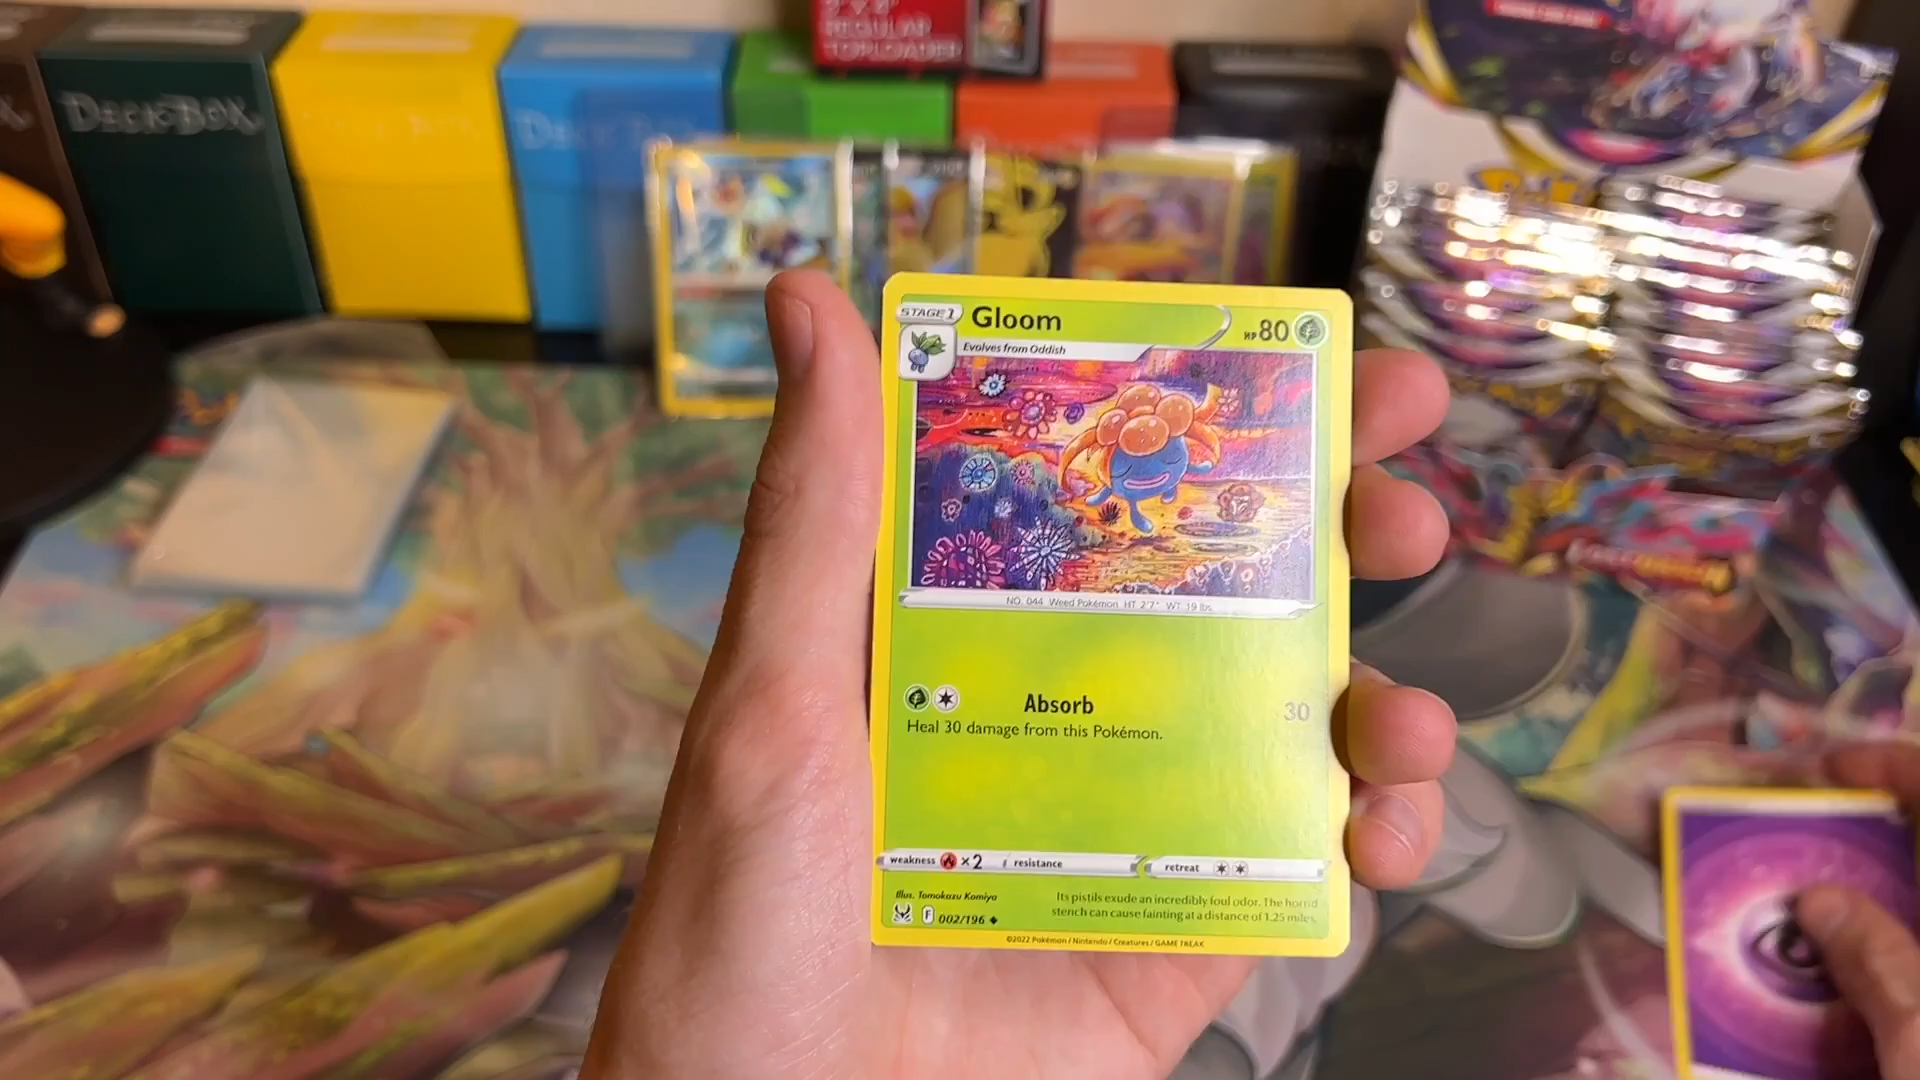 REGULAR
TOPLOADER
DECK BOX
STAGE 1
Gloom
HP 80
Evolves from Oddish
NO. 044 Weed Pokémon HT 2'7" WT 19 lbs.
Absorb
30
Heal 30 damage from this Pokémon.
weakness ×2 resistance retreat
Illus. Tomokazu Komiya
F 002/196
Its pistils exude an incredibly foul odor. The horrid
stench can cause fainting at a distance of 1.25 miles.
©2022 Pokémon / Nintendo / Creatures / GAME FREAK